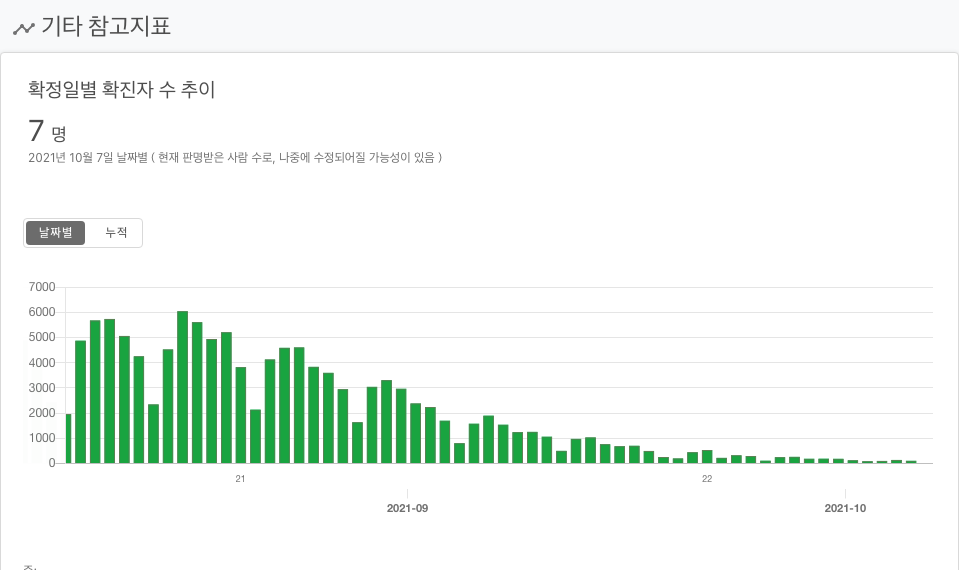 기타 참고지표
확정일별 확진자 수 추이
7 명
2021년 10월 7일 날짜별 ( 현재 판명받은 사람 수로, 나중에 수정되어질 가능성이 있음 )
날짜별 누적
7000
6000
5000
4000
3000
2000
1000
0
21 22
2021-09 2021-10